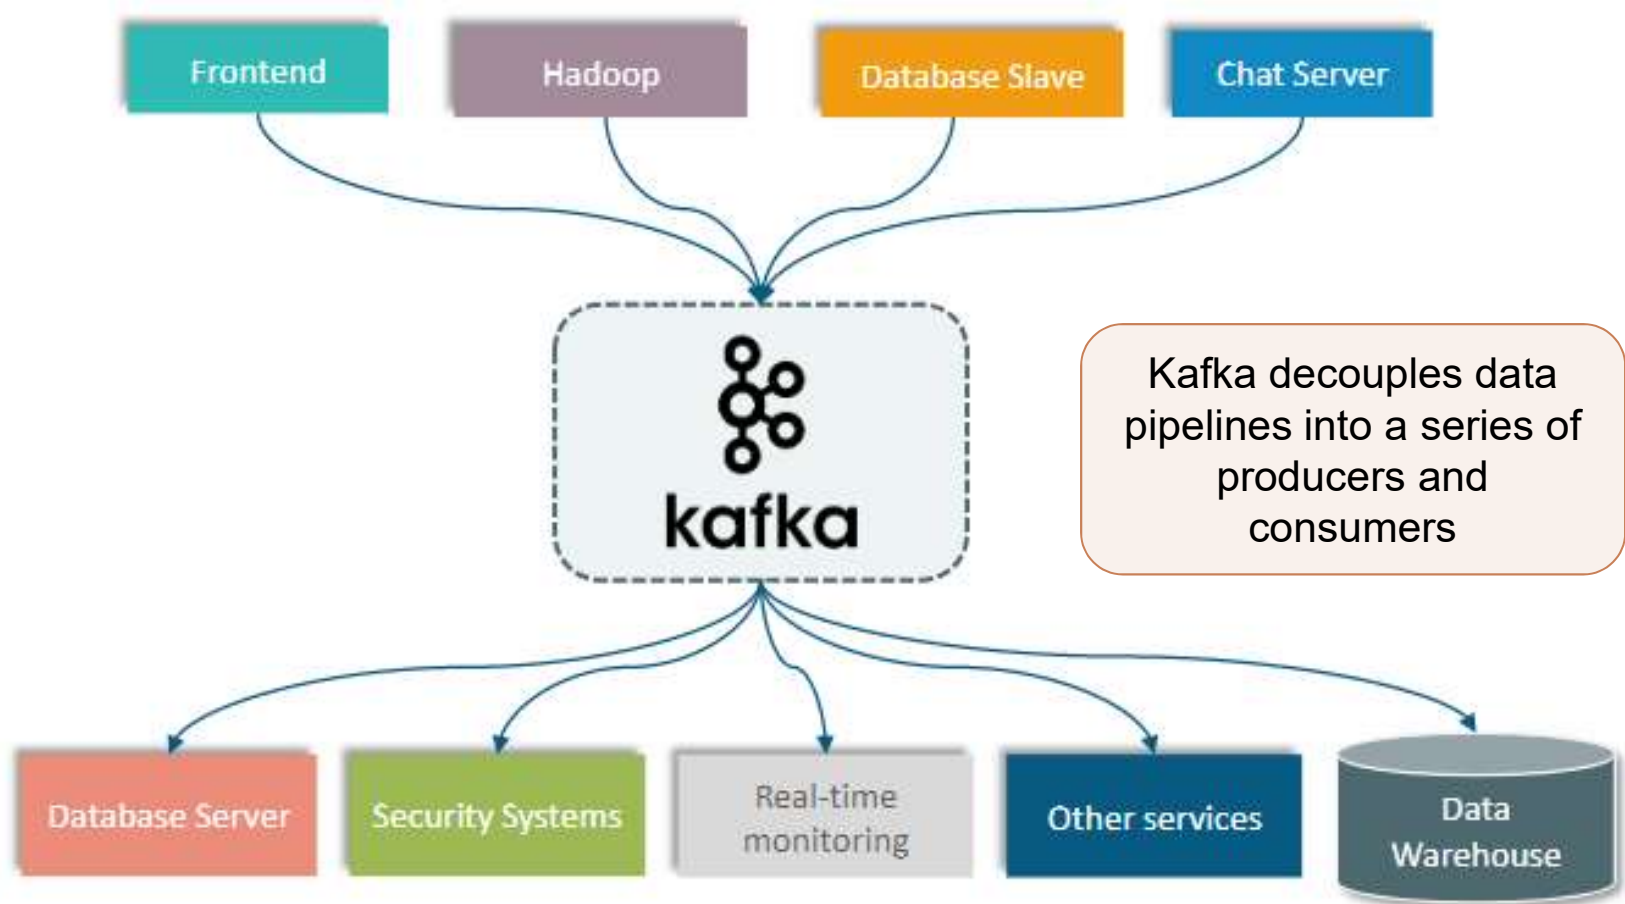 Frontend
Hadoop
Database Slave
Chat Server
kafka
Kafka decouples data
pipelines into a series of
producers and
consumers
Database Server
Security Systems
Real-time
monitoring
Other services
Data
Warehouse